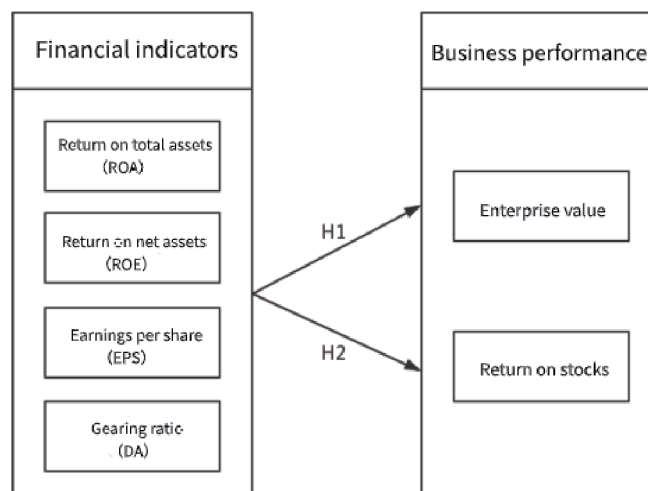 Financial indicators
Return on total assets
(ROA)
Return on net assets
(ROE)
Earnings per share
(EPS)
Gearing ratio
(DA)
H1
H2
Business performance
Enterprise value
Return on stocks